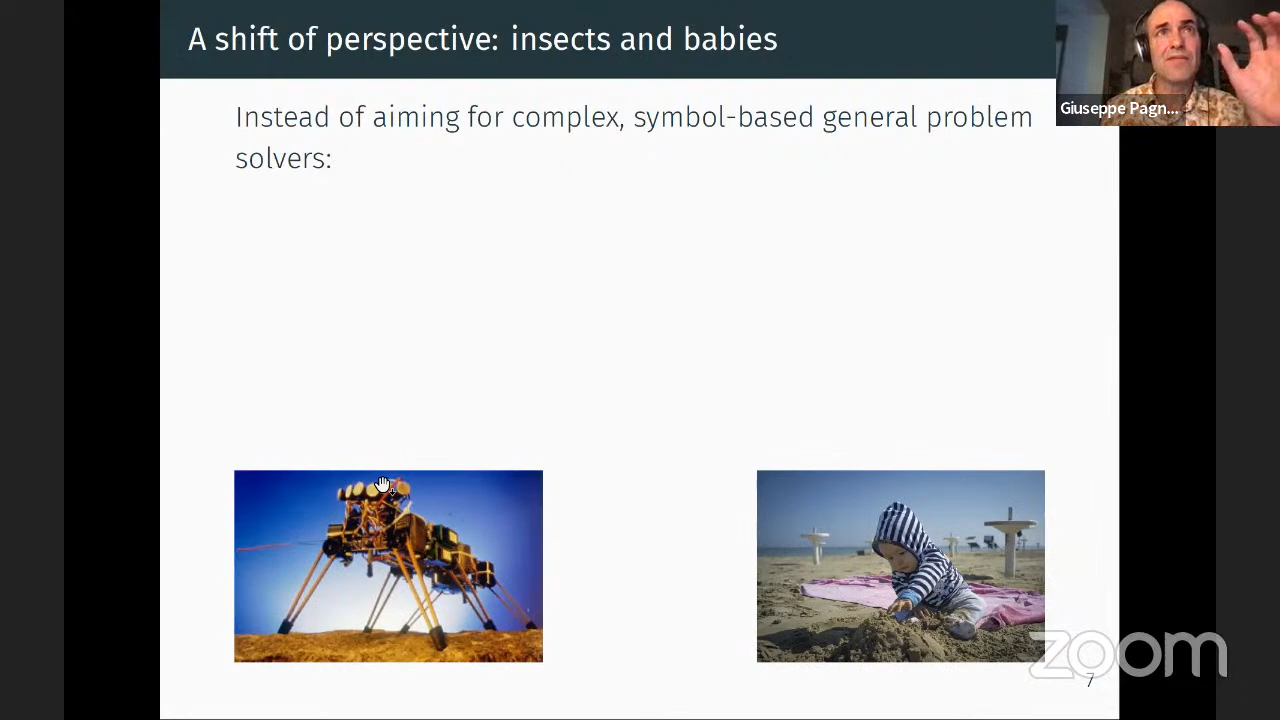 A shift of perspective: insects and babies
Giuseppe Pagn...
Instead of aiming for complex, symbol-based general problem
solvers:
zoom
7